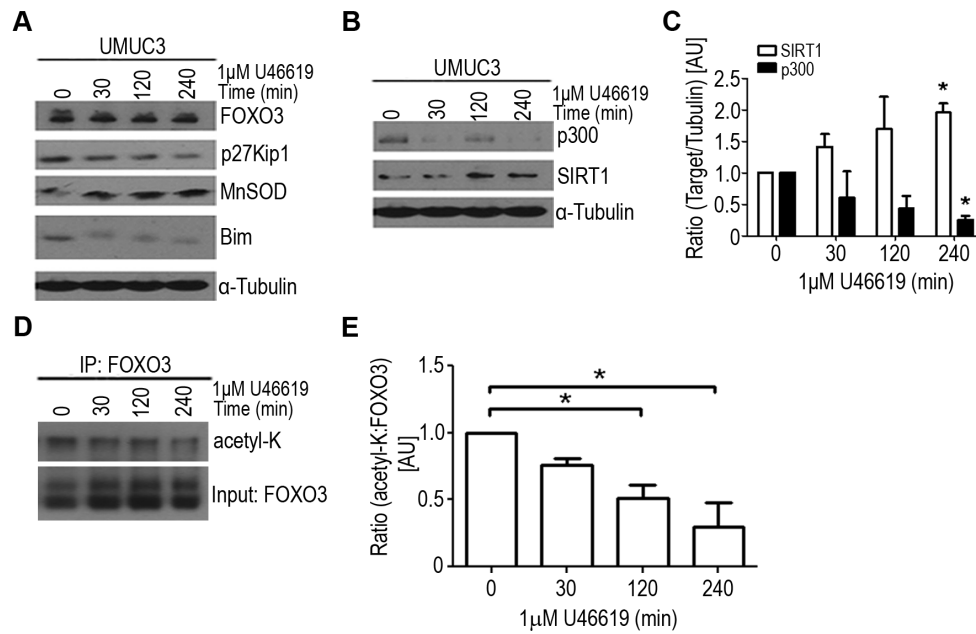 A
UMUC3
0 30 120 240
1µM U46619
Time (min)
FOXO3
p27Kip1
MnSOD
Bim
α-Tubulin
B
UMUC3
0 30 120 240
1µM U46619
Time (min)
p300
SIRT1
α-Tubulin
C
SIRT1
p300
Ratio (Target/Tubulin) [AU]
2.5
2.0
1.5
1.0
0.5
0
* *
0 30 120 240
1µM U46619 (min)
D
IP: FOXO3
0 30 120 240
1µM U46619
Time (min)
acetyl-K
Input: FOXO3
E
Ratio (acetyl-K:FOXO3)
[AU]
1.5
1.0
0.5
0
*
*
0 30 120 240
1µM U46619 (min)